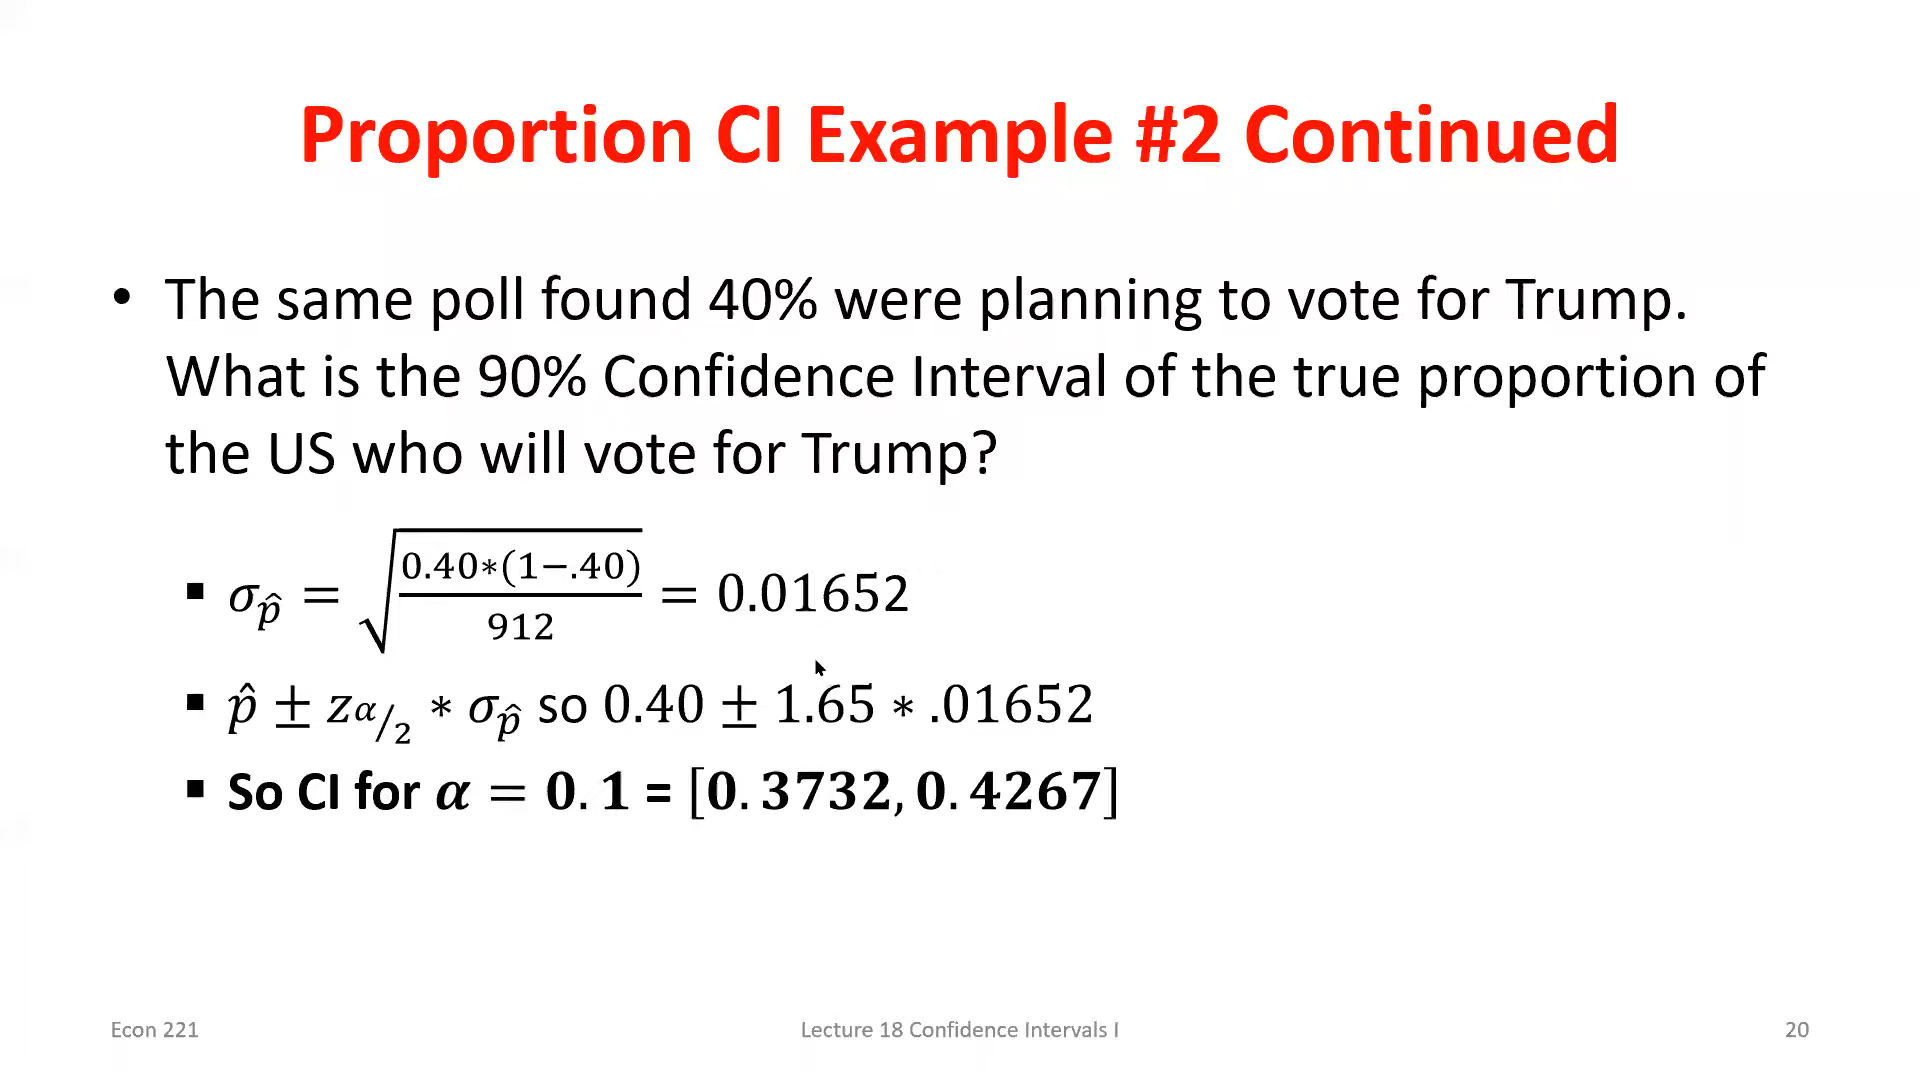 Proportion CI Example #2 Continued
• The same poll found 40% were planning to vote for Trump.
What is the 90% Confidence Interval of the true proportion of
the US who will vote for Trump?
▪ σ_p̂ = √(0.40∗(1−.40)/912) = 0.01652
▪ p̂ ± z_α/2 ∗ σ_p̂ so 0.40 ± 1.65 ∗ .01652
▪ So CI for α = 0.1 = [0.3732, 0.4267]
Econ 221
Lecture 18 Confidence Intervals I
20